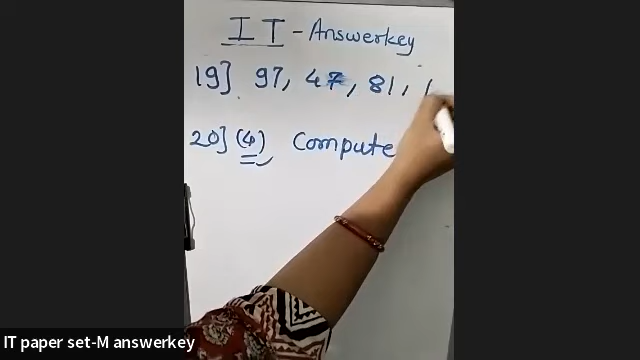 IT - Answerkey
19] 97, 47, 81,
20] (4) Compute
IT paper set-M answerkey